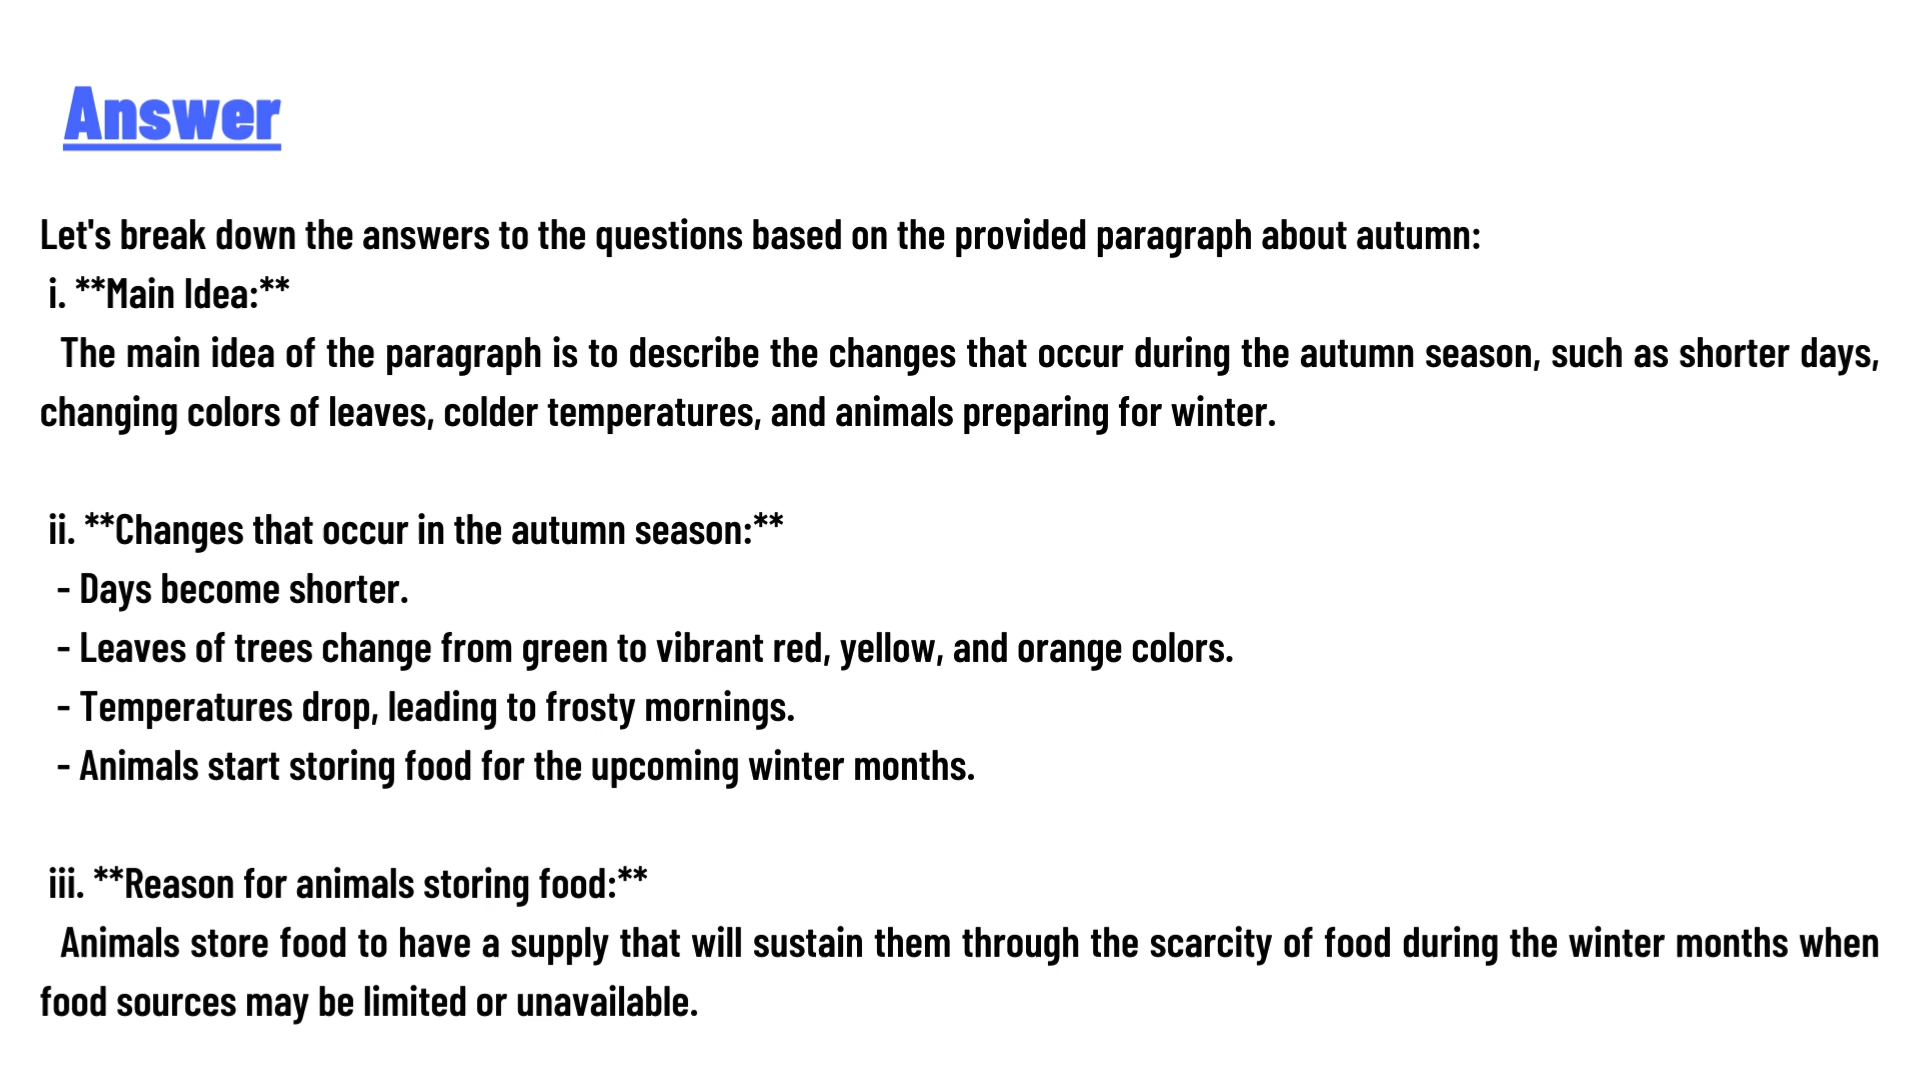 Answer
Let's break down the answers to the questions based on the provided paragraph about autumn:
i. **Main Idea:**
The main idea of the paragraph is to describe the changes that occur during the autumn season, such as shorter days,
changing colors of leaves, colder temperatures, and animals preparing for winter.
ii. **Changes that occur in the autumn season:**
- Days become shorter.
- Leaves of trees change from green to vibrant red, yellow, and orange colors.
- Temperatures drop, leading to frosty mornings.
- Animals start storing food for the upcoming winter months.
iii. **Reason for animals storing food:**
Animals store food to have a supply that will sustain them through the scarcity of food during the winter months when
food sources may be limited or unavailable.